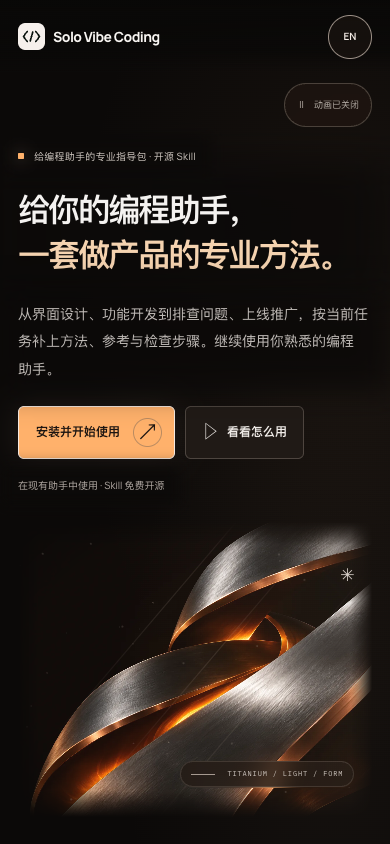 Solo Vibe Coding
EN
动画已关闭
给编程助手的专业指导包 · 开源 Skill
给你的编程助手，
一套做产品的专业方法。
从界面设计、功能开发到排查问题、上线推广，按当前任
务补上方法、参考与检查步骤。继续使用你熟悉的编程
助手。
安装并开始使用
看看怎么用
在现有助手中使用 · Skill 免费开源
TITANIUM / LIGHT / FORM